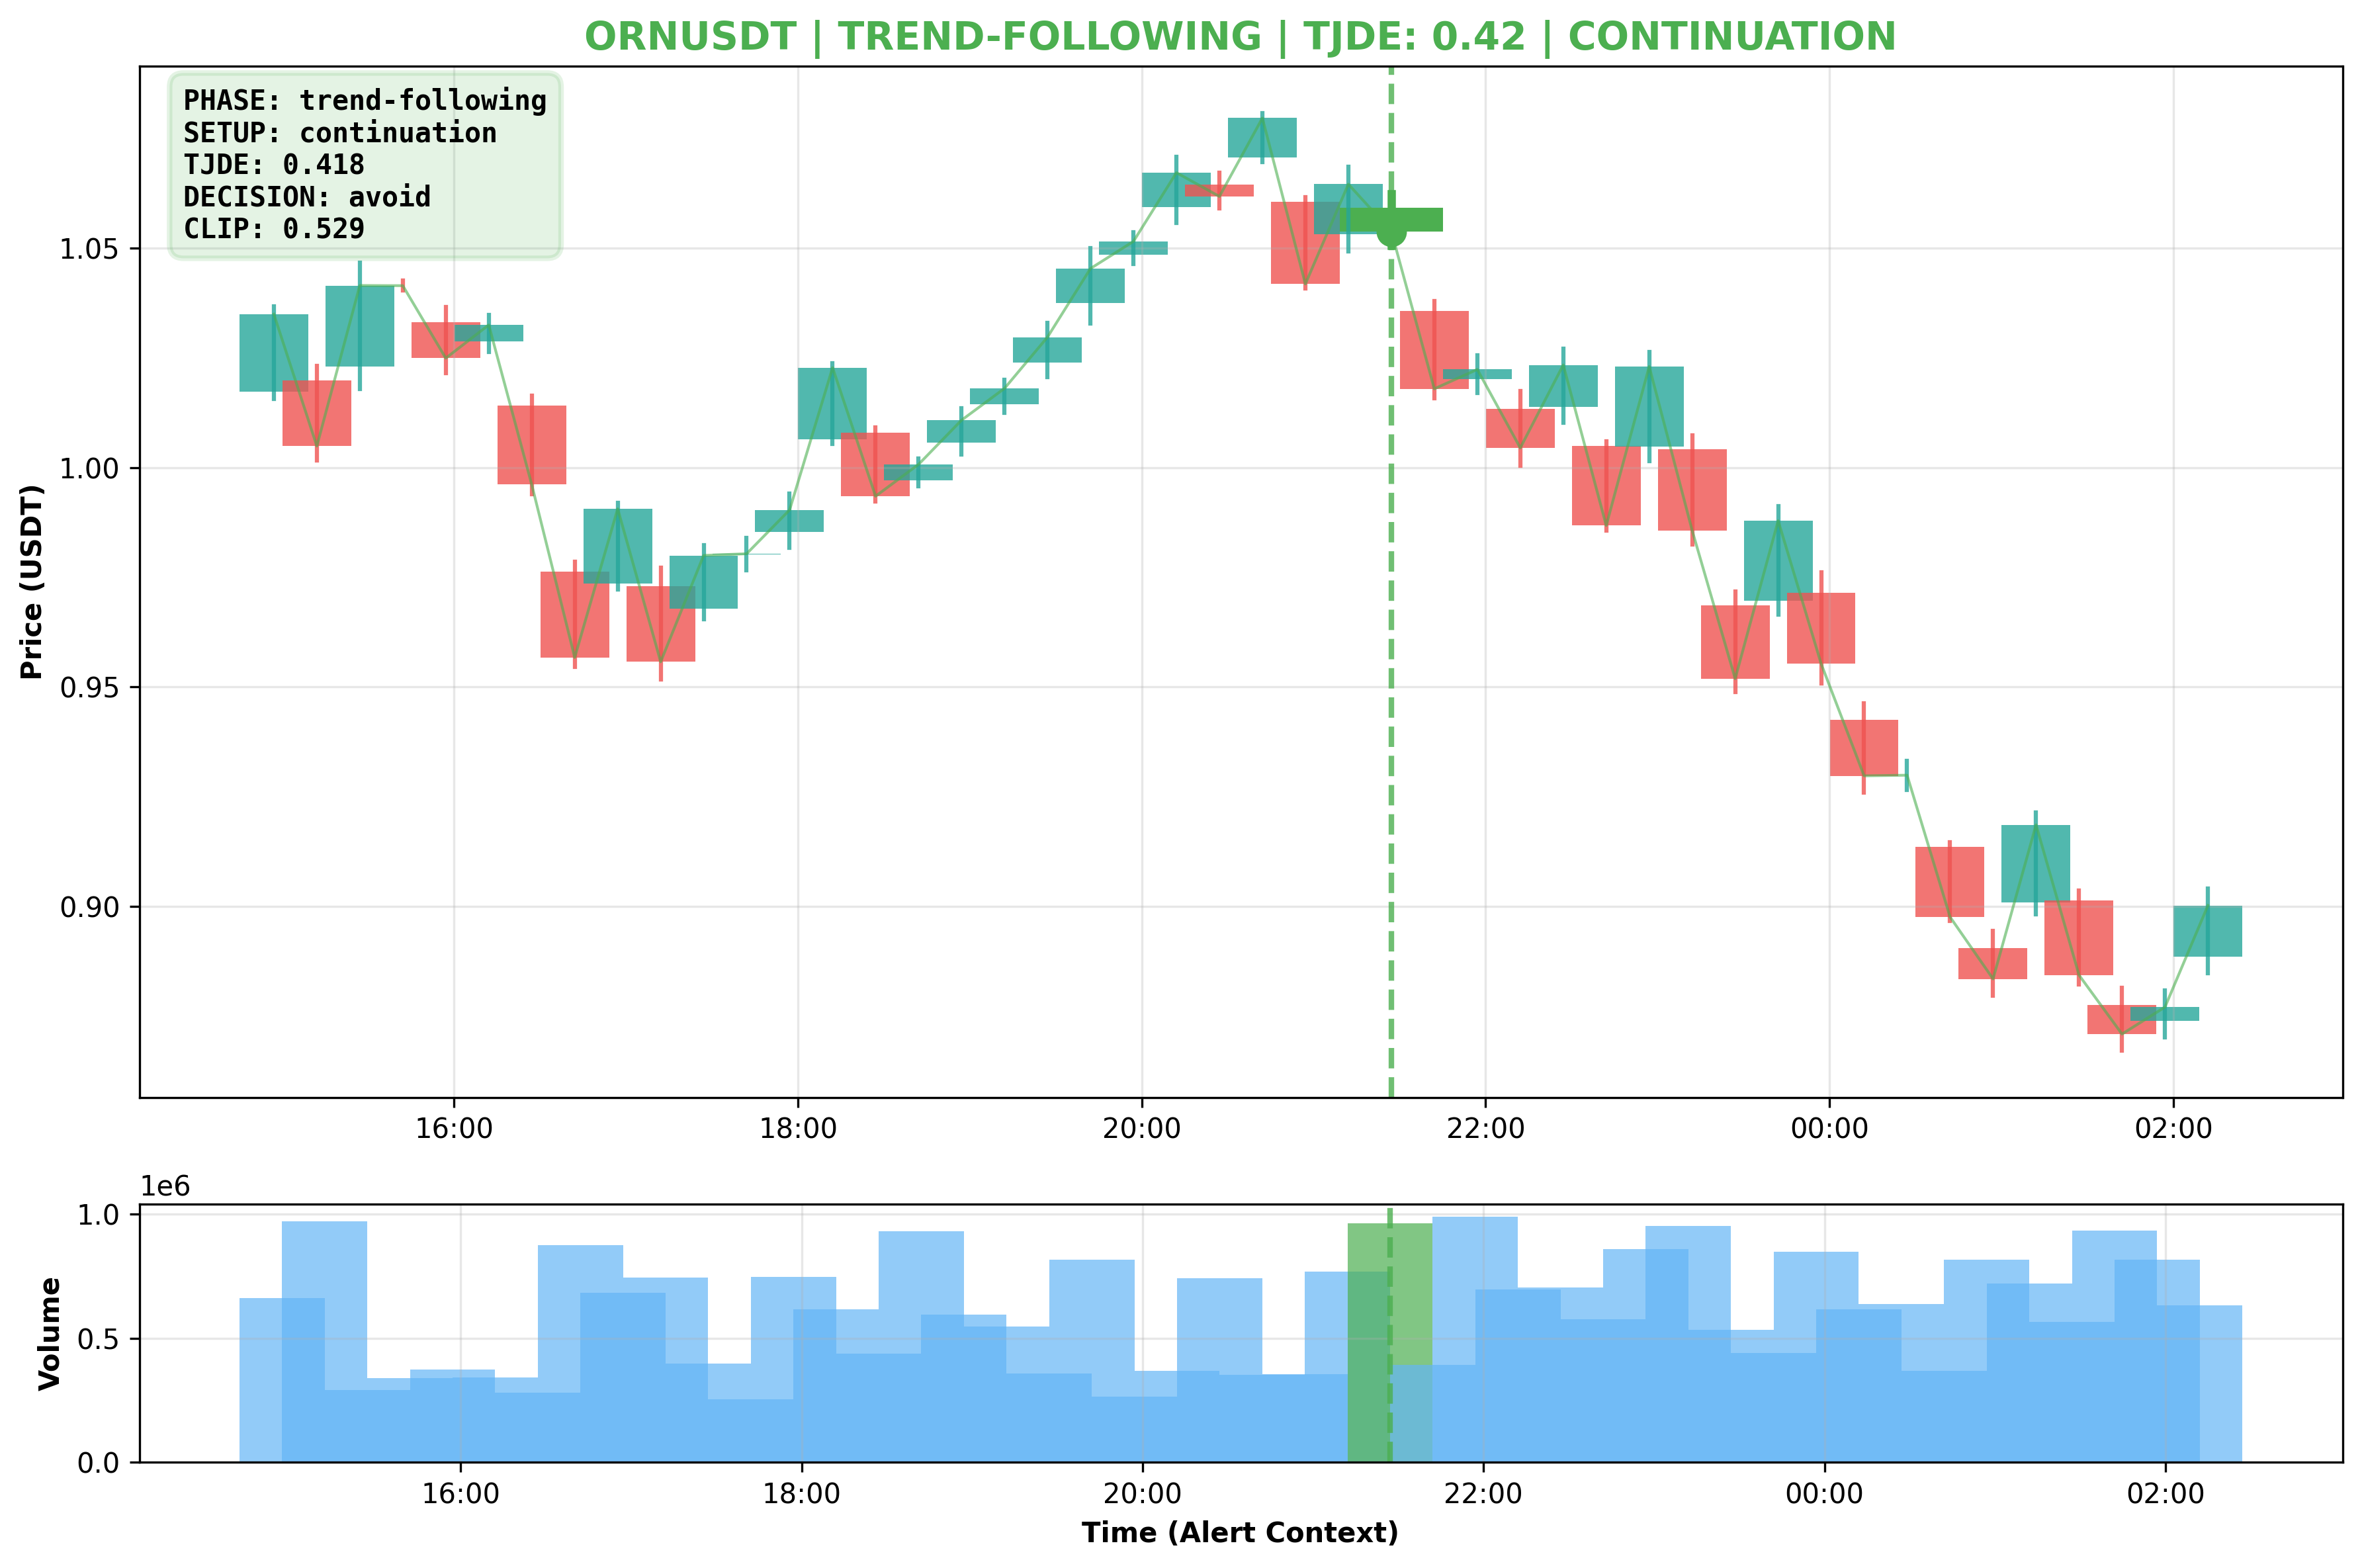 ORNUSDT | TREND-FOLLOWING | TJDE: 0.42 | CONTINUATION
PHASE: trend-following
SETUP: continuation
TJDE: 0.418
DECISION: avoid
CLIP: 0.529
Price (USDT)
1.05
1.00
0.95
0.90
16:00 18:00 20:00 22:00 00:00 02:00
1e6
Volume
1.0
0.5
0.0
16:00 18:00 20:00 22:00 00:00 02:00
Time (Alert Context)